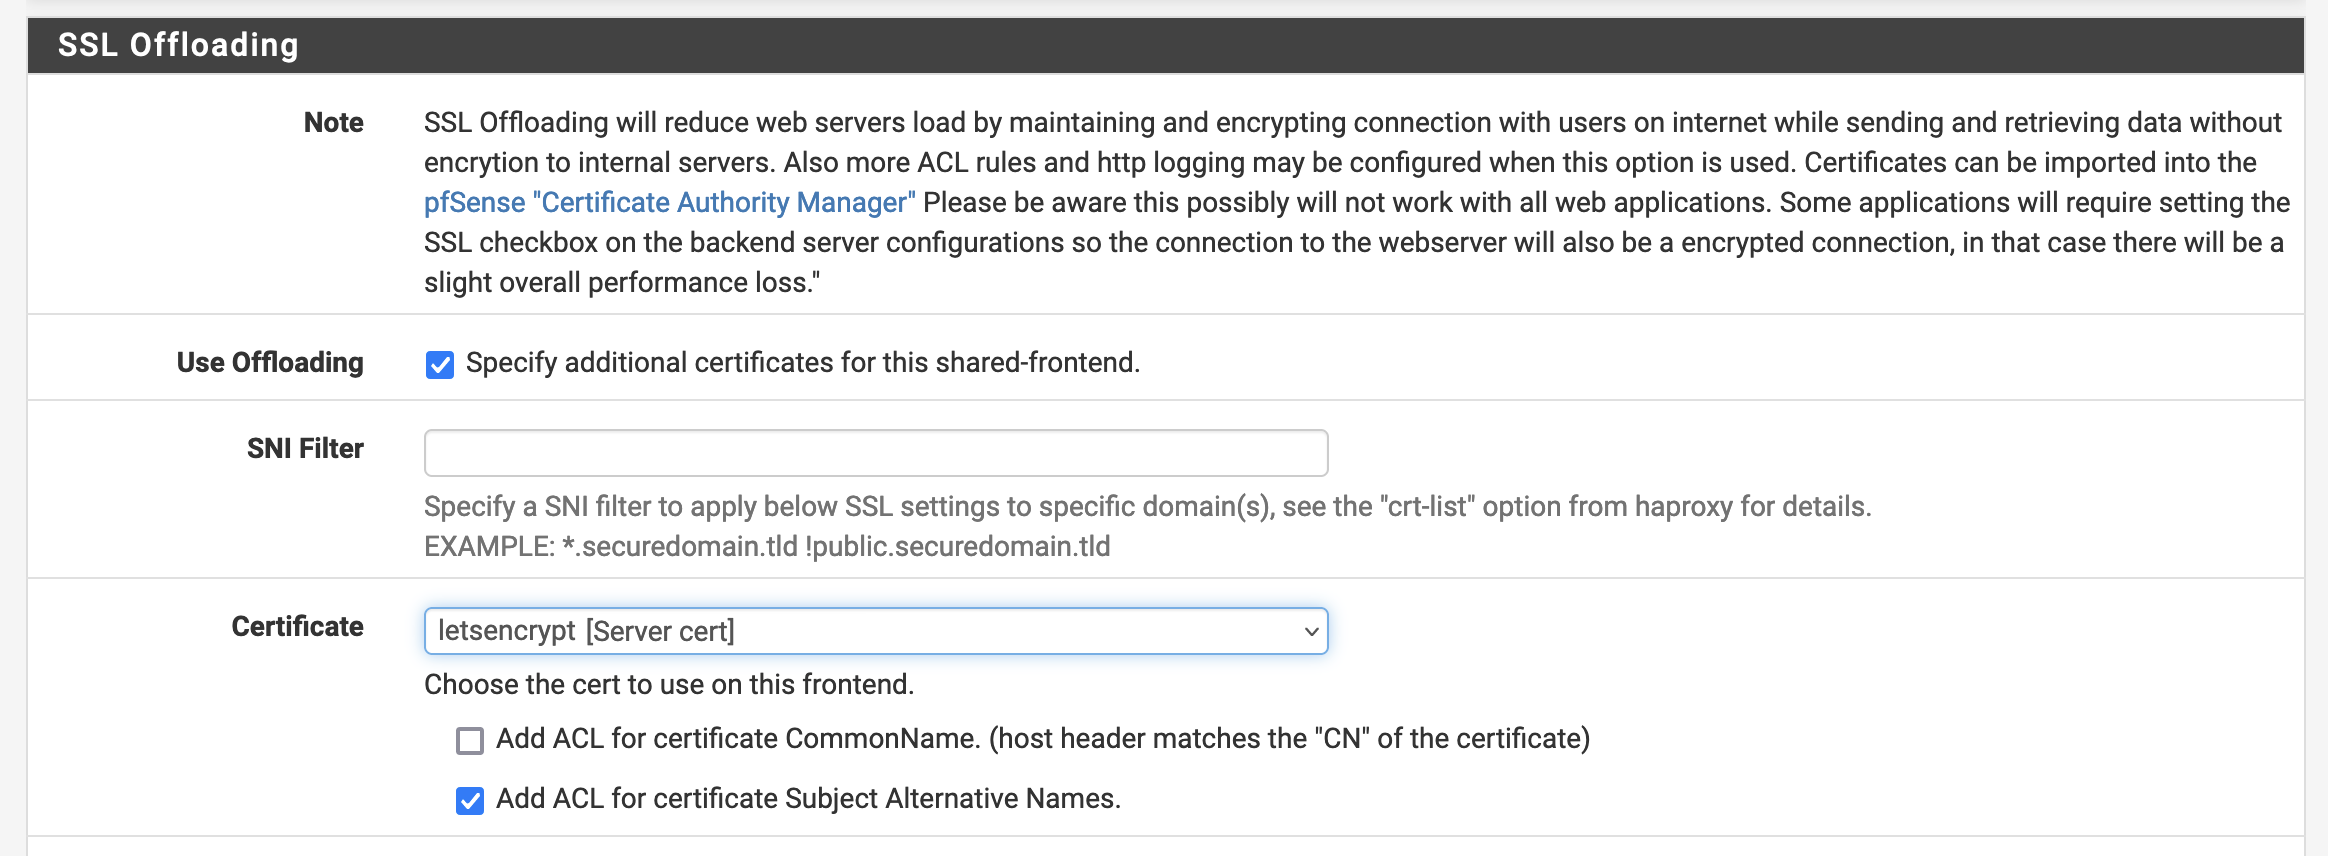 SSL Offloading
Note
SSL Offloading will reduce web servers load by maintaining and encrypting connection with users on internet while sending and retrieving data without
encrytion to internal servers. Also more ACL rules and http logging may be configured when this option is used. Certificates can be imported into the
pfSense "Certificate Authority Manager" Please be aware this possibly will not work with all web applications. Some applications will require setting the
SSL checkbox on the backend server configurations so the connection to the webserver will also be a encrypted connection, in that case there will be a
slight overall performance loss."
Use Offloading
Specify additional certificates for this shared-frontend.
SNI Filter
Specify a SNI filter to apply below SSL settings to specific domain(s), see the "crt-list" option from haproxy for details.
EXAMPLE: *.securedomain.tld !public.securedomain.tld
Certificate
letsencrypt [Server cert]
Choose the cert to use on this frontend.
Add ACL for certificate CommonName. (host header matches the "CN" of the certificate)
Add ACL for certificate Subject Alternative Names.